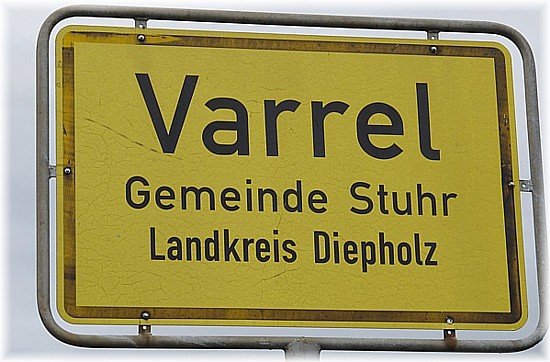 Varrel
Gemeinde Stuhr
Landkreis Diepholz